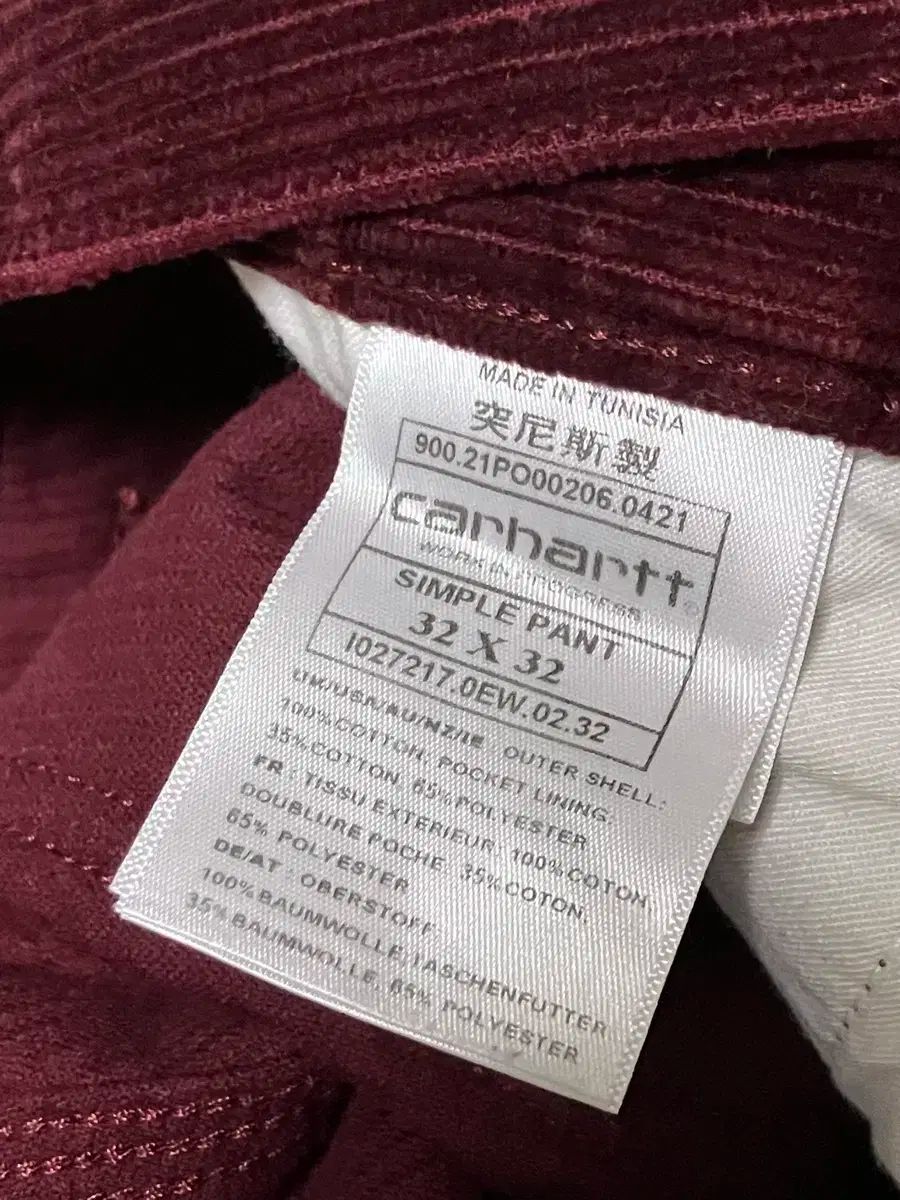 MADE IN TUNISIA
突尼斯製
900.21PO00206.0421
carhartt
WORK IN PROGRESS
SIMPLE PANT
32 X 32
I027217.0EW.02.32
UK/USA/AU/NZ/IE : OUTER SHELL:
100%COTTON, POCKET LINING:
35%COTTON, 65%POLYESTER
FR : TISSU EXTERIEUR: 100%COTON,
DOUBLURE POCHE: 35%COTON,
65% POLYESTER
DE/AT : OBERSTOFF:
100%BAUMWOLLE,TASCHENFUTTER
35%BAUMWOLLE, 65% POLYESTER